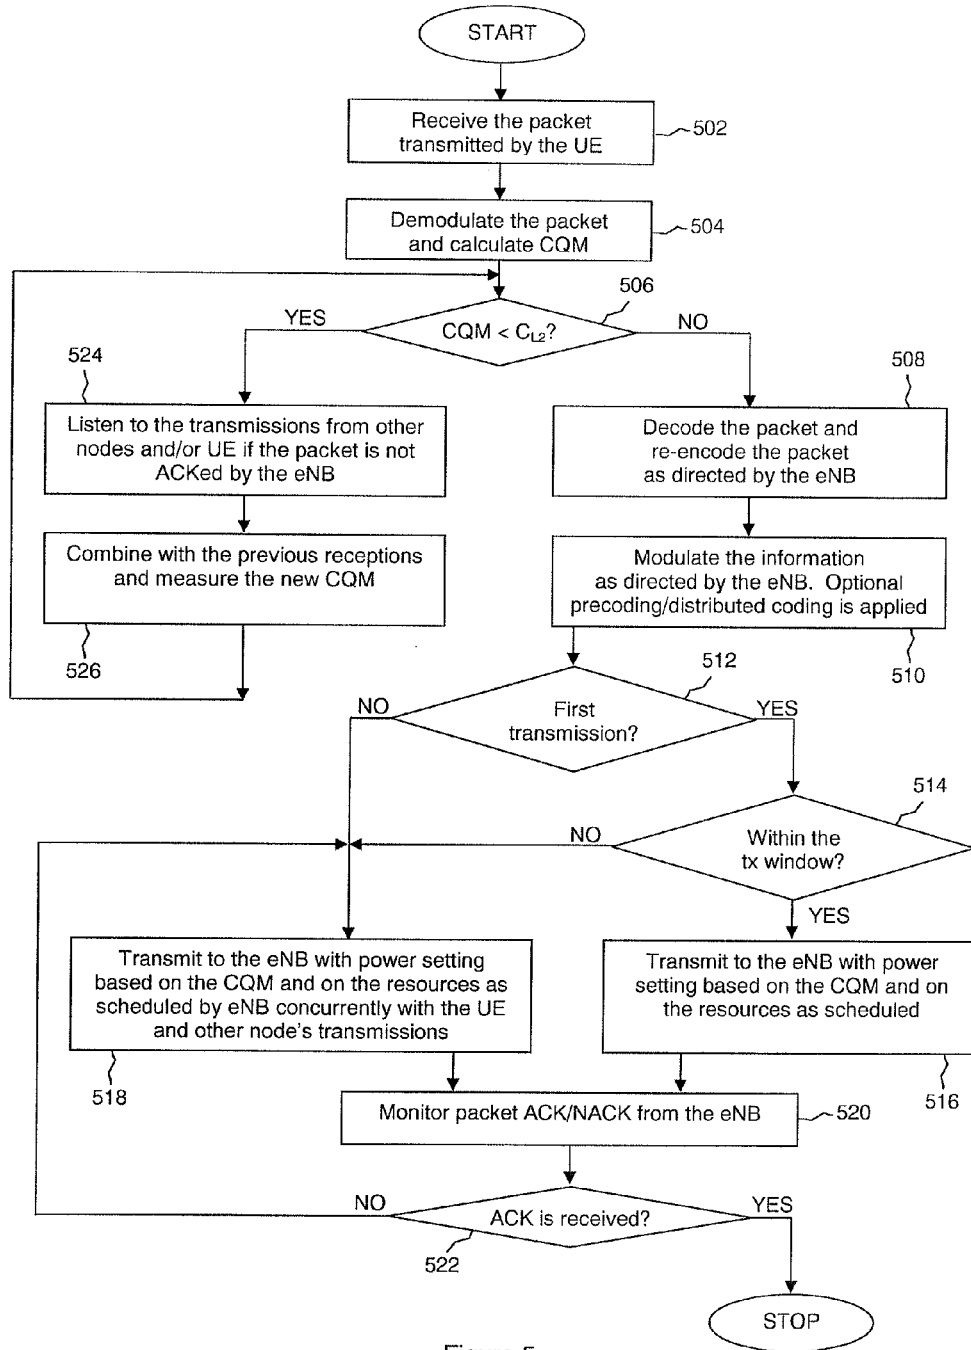 START
Receive the packet
transmitted by the UE
502
Demodulate the packet
and calculate CQM
504
506
YES
CQM < CL2?
NO
524
508
Listen to the transmissions from other
nodes and/or UE if the packet is not
ACKed by the eNB
Decode the packet and
re-encode the packet
as directed by the eNB
Combine with the previous receptions
and measure the new CQM
Modulate the information
as directed by the eNB. Optional
precoding/distributed coding is applied
526
510
512
NO
First
transmission?
YES
514
NO
Within the
tx window?
YES
Transmit to the eNB with power setting
based on the CQM and on the resources as
scheduled by eNB concurrently with the UE
and other node's transmissions
Transmit to the eNB with power
setting based on the CQM and on
the resources as scheduled
518
516
Monitor packet ACK/NACK from the eNB
520
NO
ACK is received?
YES
522
STOP
Figure 5